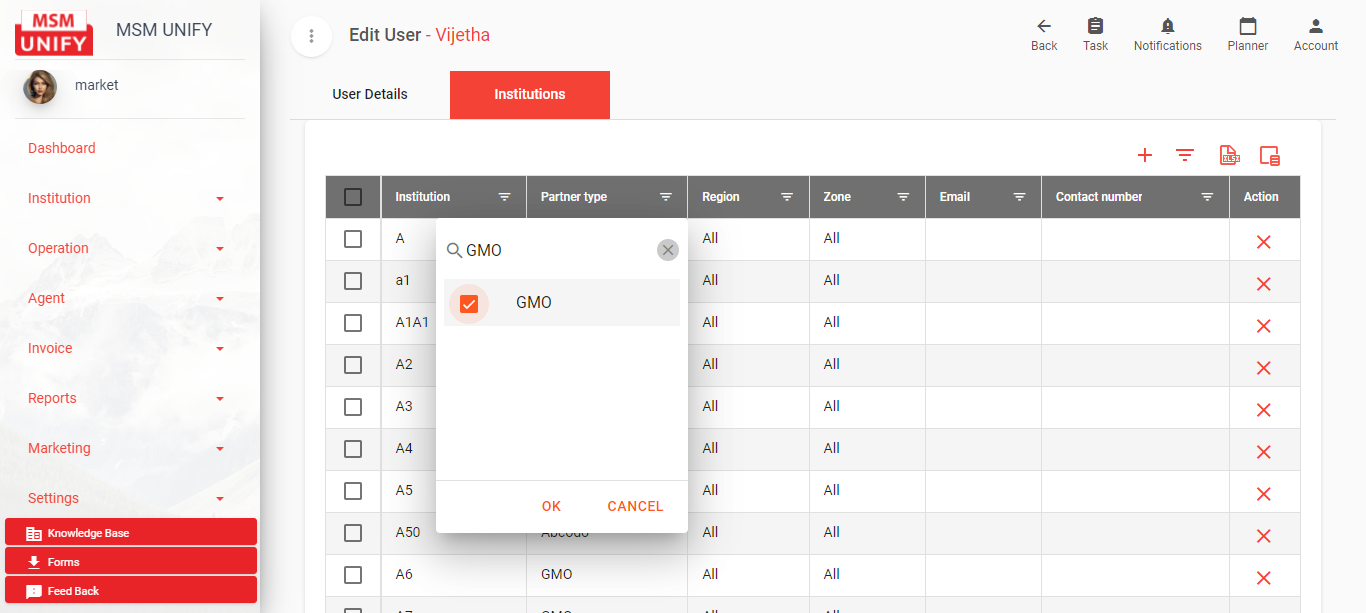 MSM
UNIFY
MSM UNIFY
market
Dashboard
Institution
Operation
Agent
Invoice
Reports
Marketing
Settings
Knowledge Base
Forms
Feed Back
Edit User - Vijetha
Back
Task
Notifications
Planner
Account
User Details
Institutions
XLSX
Institution
Partner type
Region
Zone
Email
Contact number
Action
A All All
a1 All All
A1A1 All All
A2 All All
A3 All All
A4 All All
A5 All All
A50 Abcodo All All
A6 GMO All All
GMO
GMO
OK CANCEL